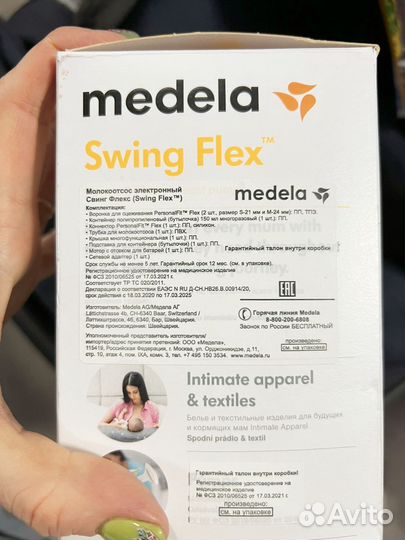 medela
Swing Flex™
Молокоотсос электронный
Свинг Флекс (Swing Flex™)
medela
Комплектация:
• Воронка для сцеживания PersonalFit™ Flex (2 шт., размер S-21 мм и M-24 мм): ПП, ТПЭ.
• Контейнер полипропиленовый (бутылочка) 150 мл многоразовый (1 шт.): ПП.
• Коннектор PersonalFit™ Flex (1 шт.): ПП, силикон.
• Трубка для молокоотсоса (1 шт.): ПВХ.
• Крышка многофункциональная (1 шт.): ПП.
• Подставка для контейнера (бутылочки) (1 шт.): ПП.
• Мотор с отсеком для батарей (1 шт.): ПП.
• Сетевой адаптер (1 шт.)
Гарантийный талон внутри коробки
Срок службы не менее 5 лет. Гарантийный срок 12 мес. (см. на упаковке).
Регистрационное удостоверение на медицинское изделие
№ ФСЗ 2010/06525 от 17.03.2021 г.
Соответствует ТР ТС 020/2011.
Декларация о соответствии ЕАЭС N RU Д-CH.НВ26.В.00914/20,
срок действия с 18.03.2020 по 17.03.2025
EAC
Изготовитель: Medela AG/Медела АГ
Lättichstrasse 4b, CH-6340 Baar, Switzerland /
Латтихштрассе, 4б, 6340, Бар, Швейцария.
Страна происхождения: Швейцария.
Горячая линия Medela
8-800-200-6808
Звонок по России БЕСПЛАТНЫЙ
Уполномоченный представитель изготовителя/
импортер/адрес принятия претензий: ООО «Медела»,
115419, Российская Федерация, г. Москва, ул. Орджоникидзе, д. 11,
стр. 10, этаж 4, пом. IXA, комн. 3, тел. +7 495 150 3534. www.medela.ru
произведено:
см. на упаковке
Intimate apparel
& textiles
Белье и текстильные изделия для будущих
и кормящих мам Intimate Apparel
Spodní prádlo & textil
Гарантийный талон внутри коробки!
Регистрационное удостоверение на
медицинское изделие
№ ФСЗ 2010/06525 от 17.03.2021 г.
произведено:
см. на упаковке
Avito